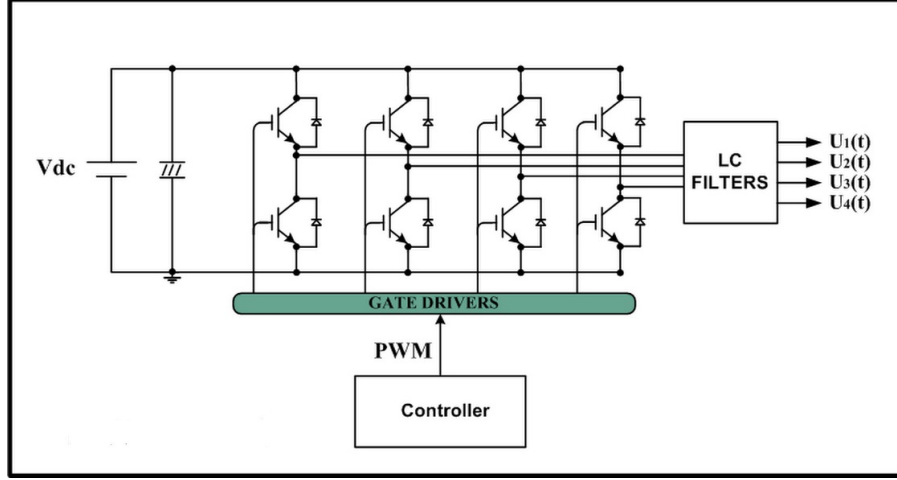 Vdc
LC
FILTERS
U1(t)
U2(t)
U3(t)
U4(t)
GATE DRIVERS
PWM
Controller